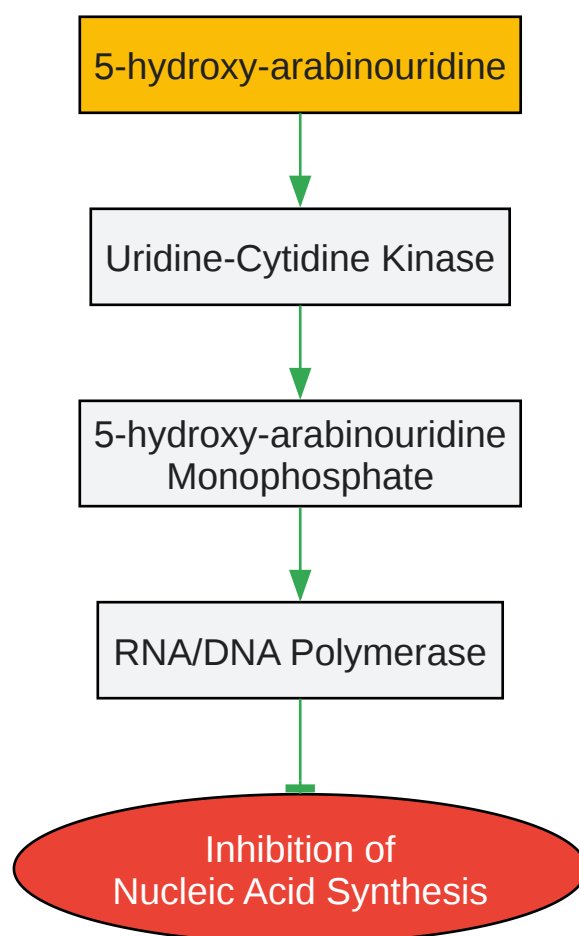 5-hydroxy-arabinouridine
Uridine-Cytidine Kinase
5-hydroxy-arabinouridine
Monophosphate
RNA/DNA Polymerase
Inhibition of
Nucleic Acid Synthesis